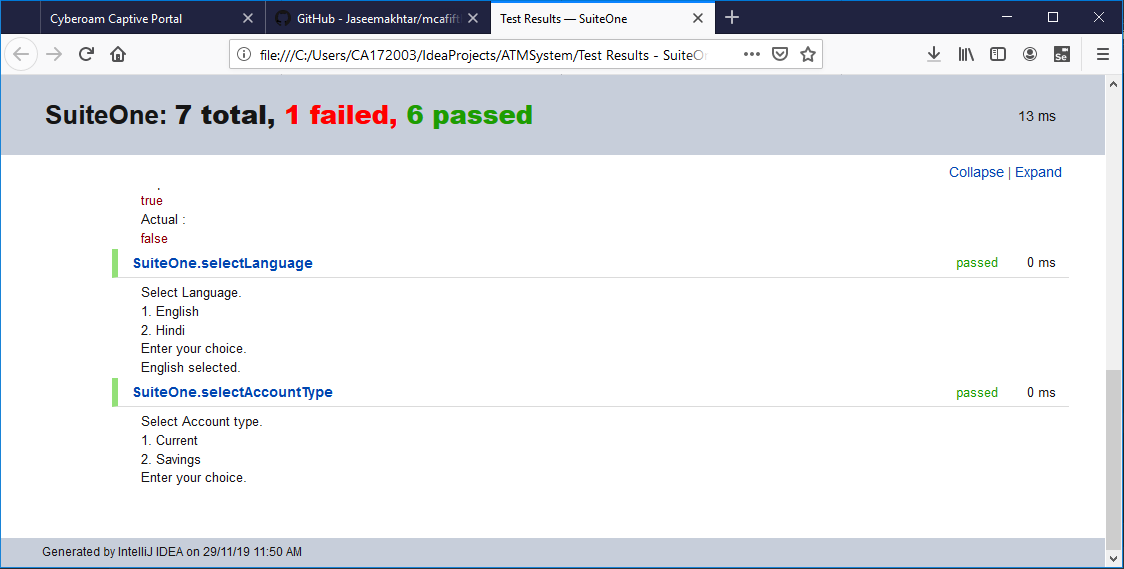 Cyberoam Captive Portal
GitHub - Jaseemakhtar/mcafift
Test Results — SuiteOne
file:///C:/Users/CA172003/IdeaProjects/ATMSystem/Test Results - SuiteOn
Se
SuiteOne: 7 total, 1 failed, 6 passed
13 ms
Collapse | Expand
true
Actual :
false
SuiteOne.selectLanguage passed 0 ms
Select Language.
1. English
2. Hindi
Enter your choice.
English selected.
SuiteOne.selectAccountType passed 0 ms
Select Account type.
1. Current
2. Savings
Enter your choice.
Generated by IntelliJ IDEA on 29/11/19 11:50 AM